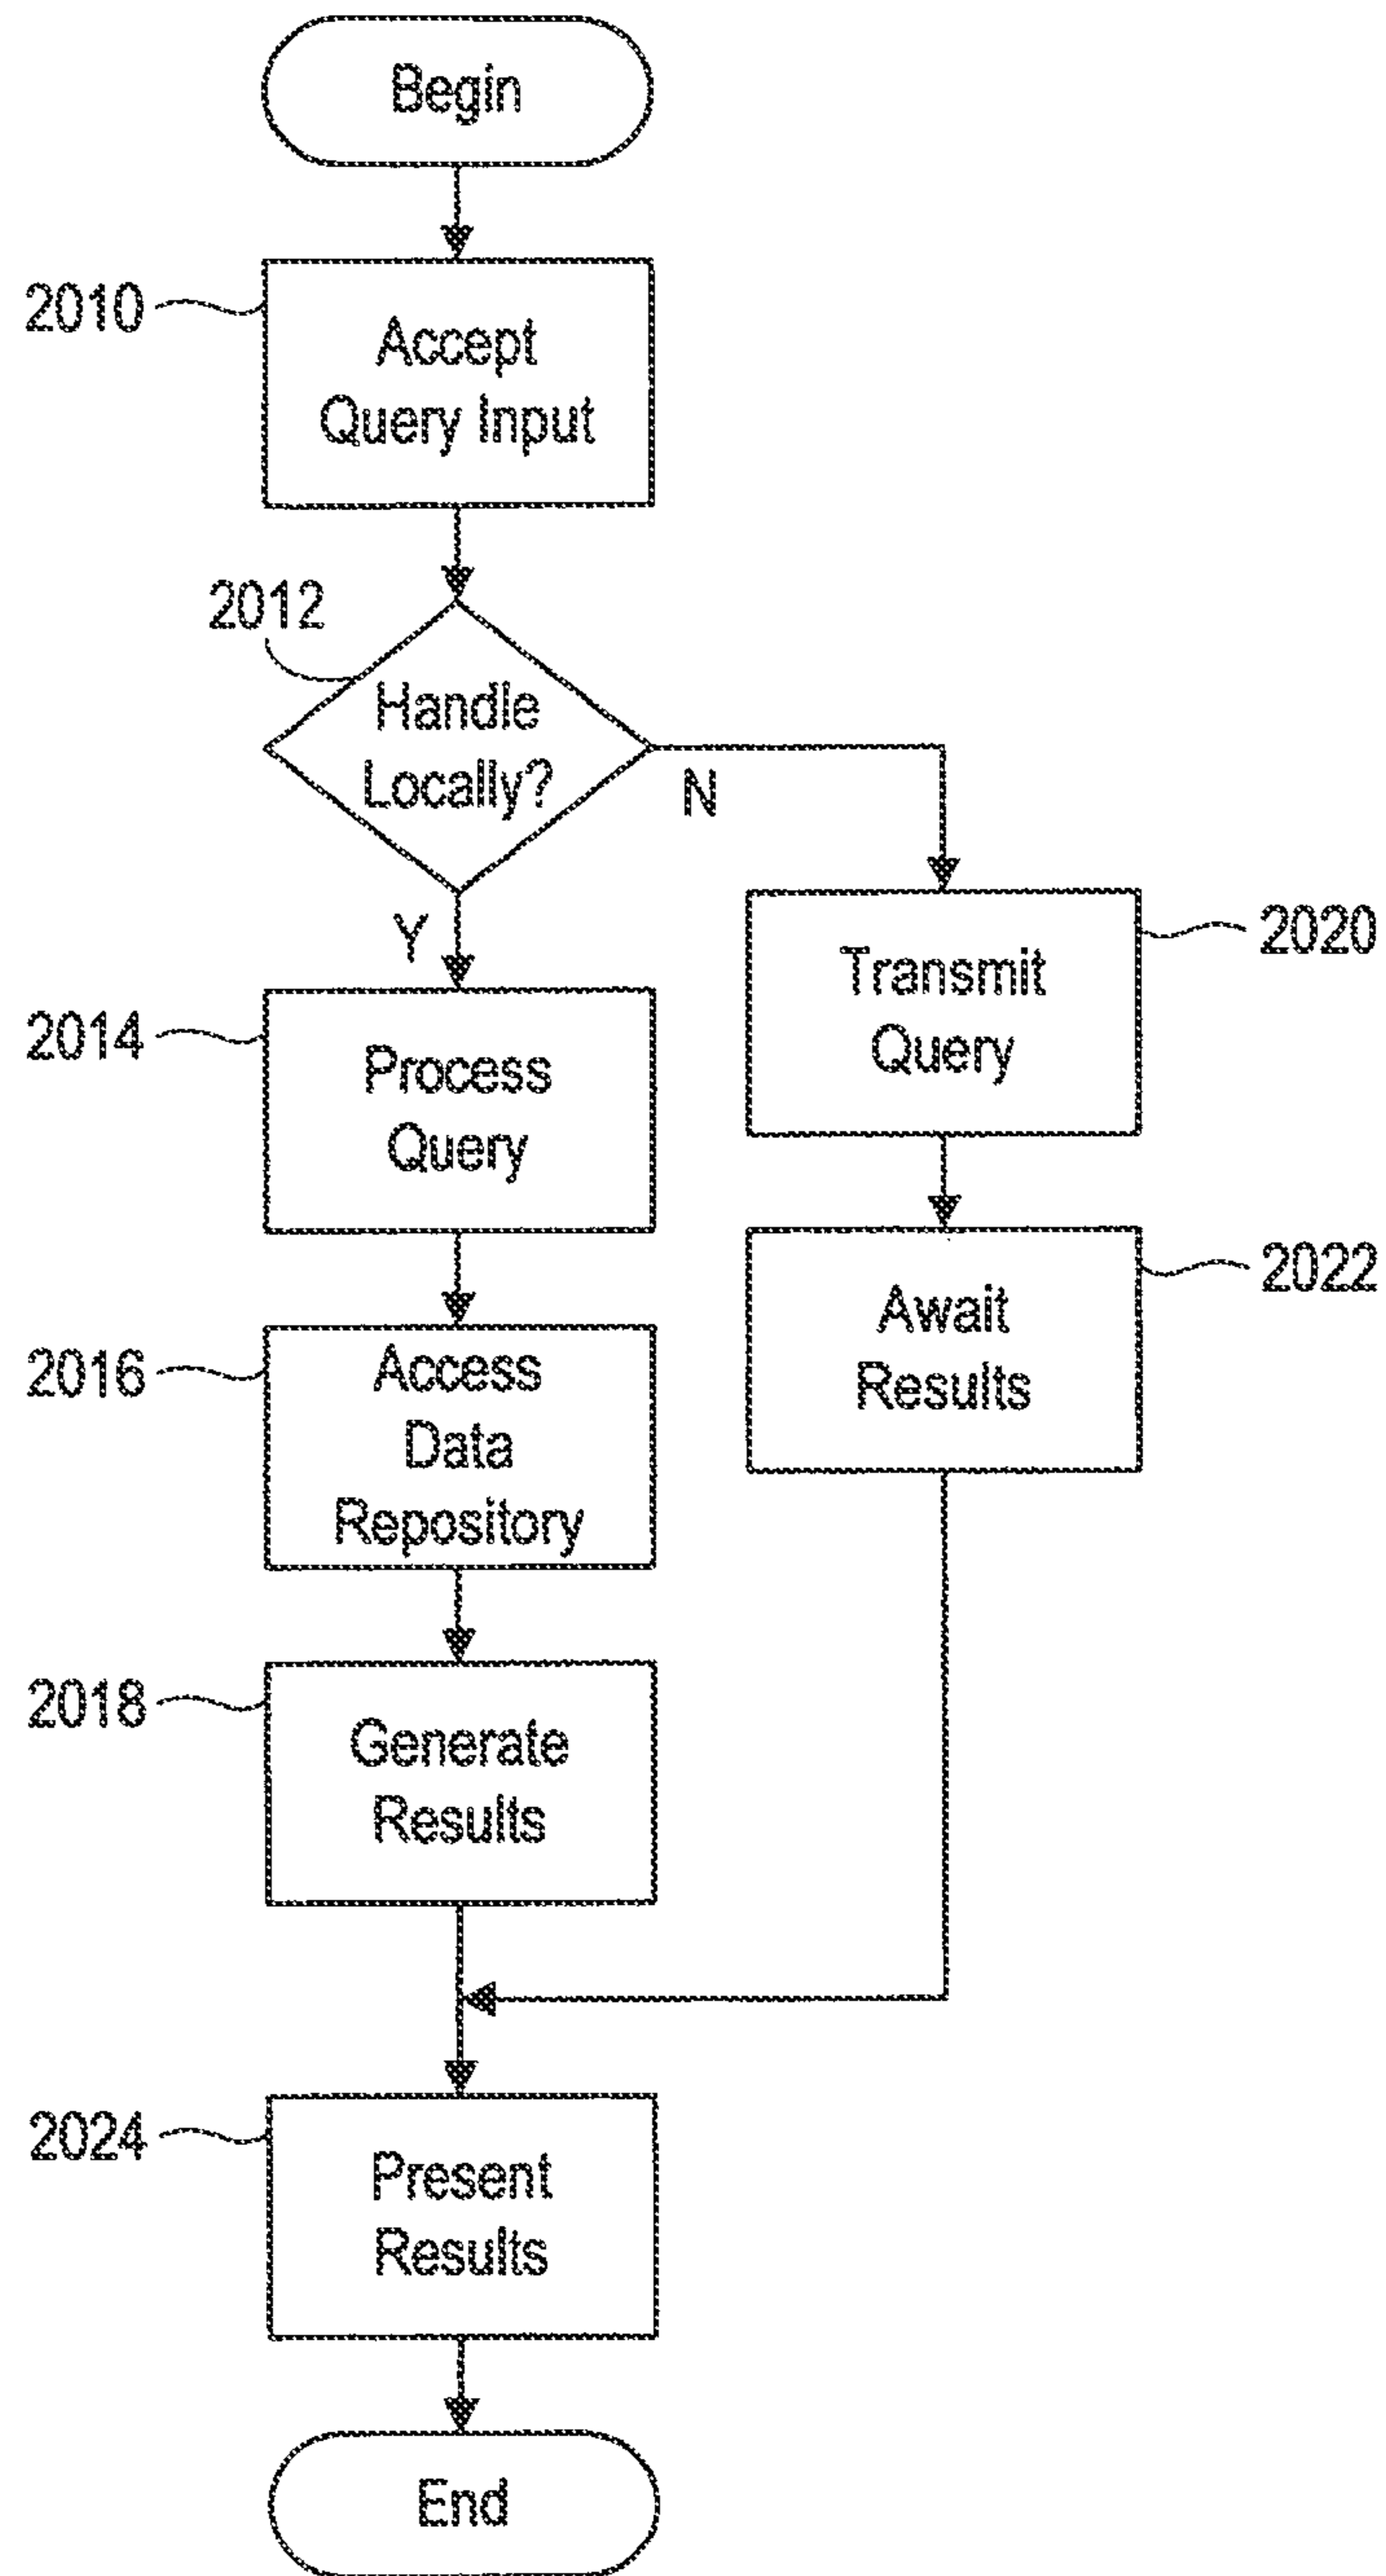 Begin
2010
Accept
Query Input
2012
Handle
Locally?
N
Y
2020
Transmit
Query
2014
Process
Query
2022
Await
Results
2016
Access
Data
Repository
2018
Generate
Results
2024
Present
Results
End